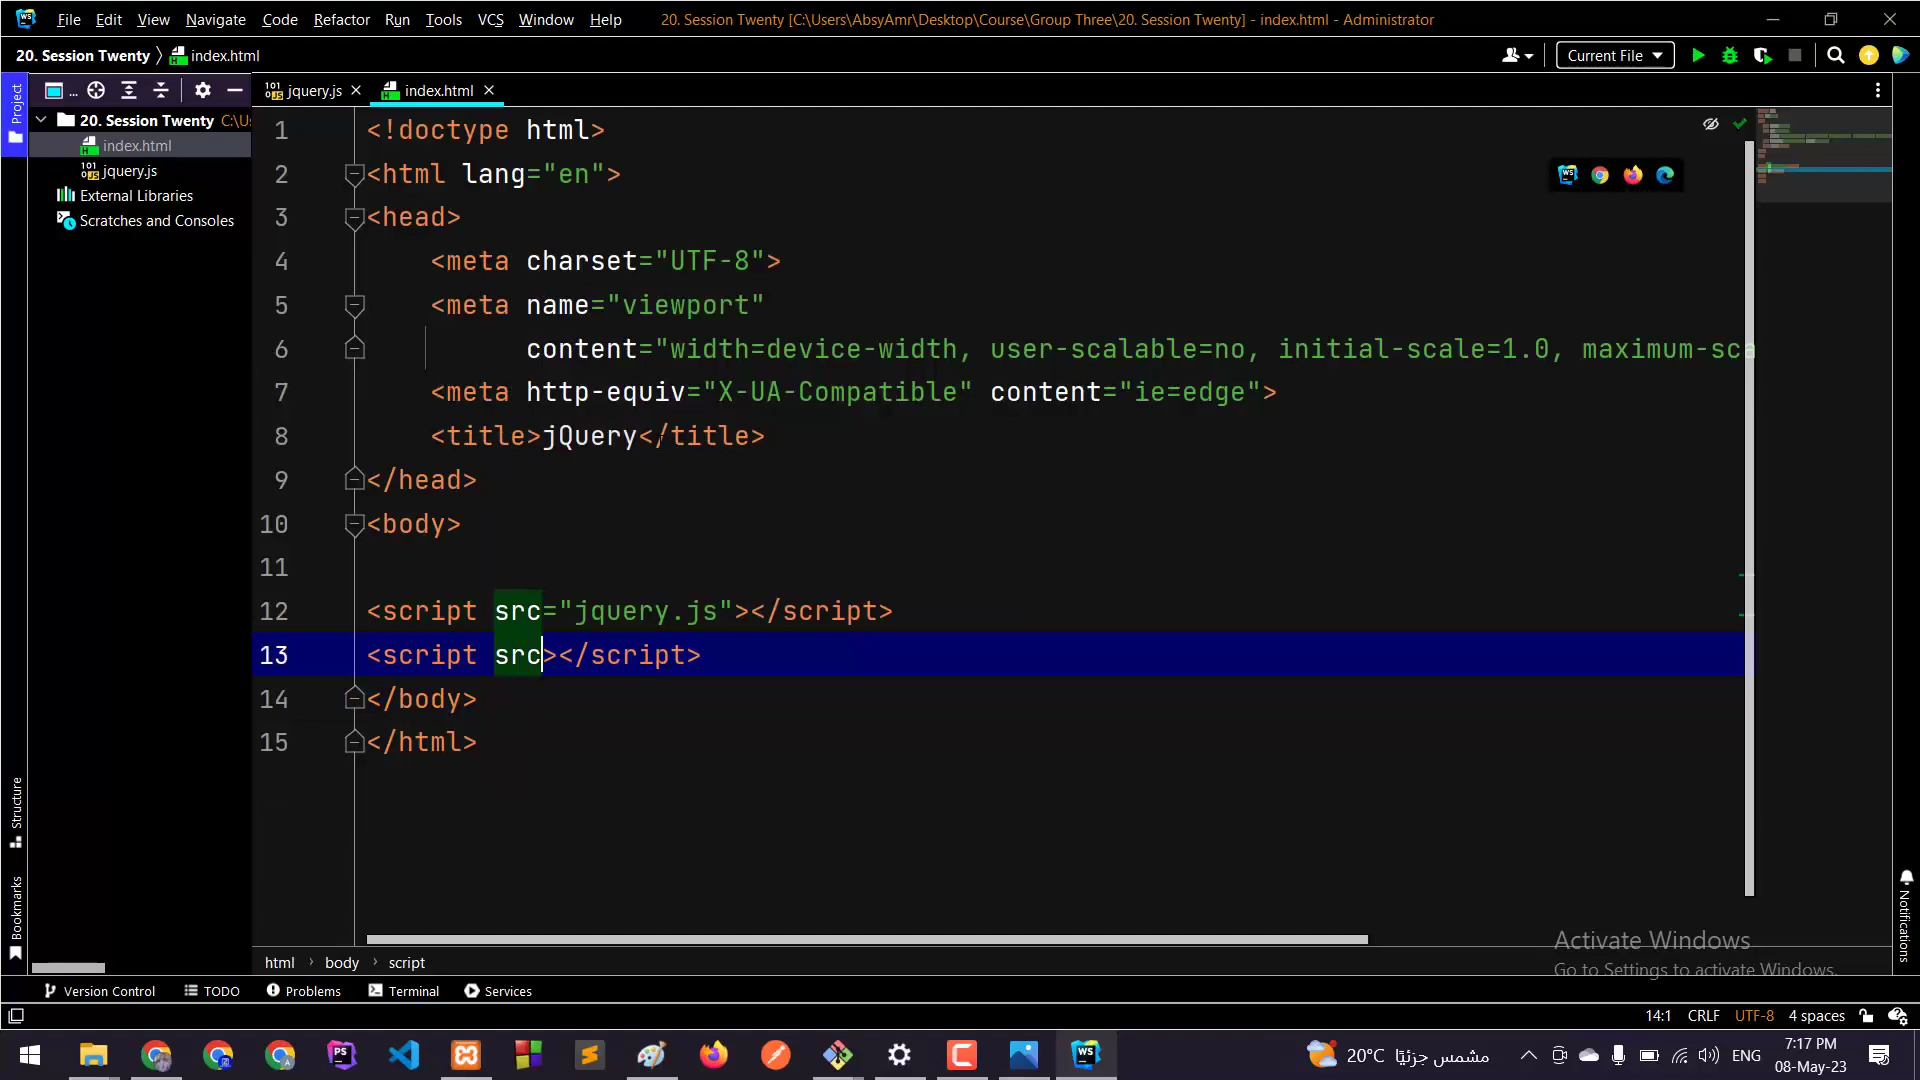 File Edit View Navigate Code Refactor Run Tools VCS Window Help 20. Session Twenty [C:\Users\AbsyAmr\Desktop\Course\Group Three\20. Session Twenty] - index.html - Administrator
20. Session Twenty index.html Current File
Project
... jquery.js index.html
20. Session Twenty C:\Us
index.html
jquery.js
External Libraries
Scratches and Consoles
1 <!doctype html>
2 <html lang="en">
3 <head>
4 <meta charset="UTF-8">
5 <meta name="viewport"
6 content="width=device-width, user-scalable=no, initial-scale=1.0, maximum-sca
7 <meta http-equiv="X-UA-Compatible" content="ie=edge">
8 <title>jQuery</title>
9 </head>
10 <body>
11
12 <script src="jquery.js"></script>
13 <script src></script>
14 </body>
15 </html>
Structure
Bookmarks
Notifications
Activate Windows
Go to Settings to activate Windows.
html body script
Version Control TODO Problems Terminal Services
14:1 CRLF UTF-8 4 spaces
20°C مشمس جزئيًا ENG 7:17 PM
08-May-23